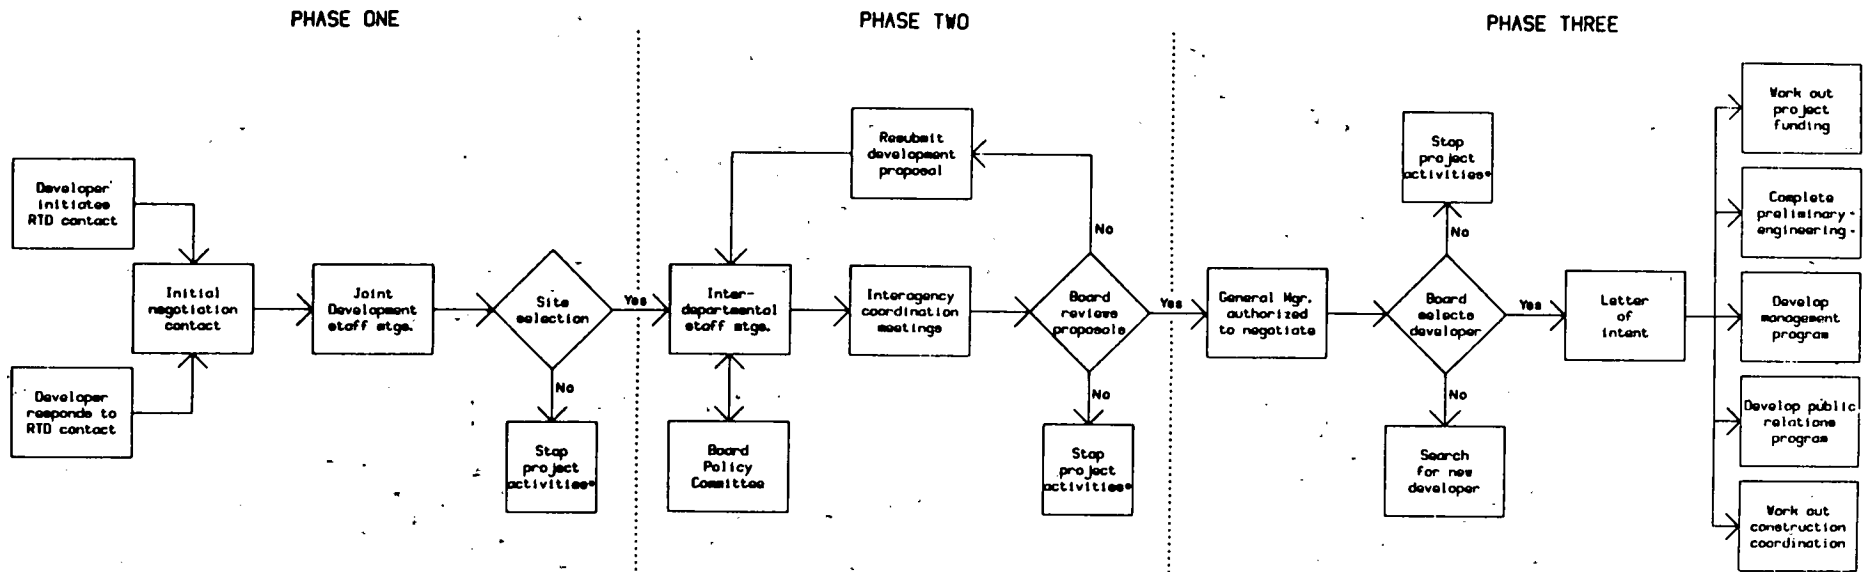 PHASE ONE
PHASE TWO
PHASE THREE
Developer
initiates
RTD contact
Developer
responds to
RTD contact
Initial
negotiation
contact
Joint
Development
staff mtgs.
Site
selection
Yes
No
Stop
project
activities*
Resubmit
development
proposal
Inter-
departmental
staff mtgs.
Board
Policy
Committee
Interagency
coordination
meetings
No
Board
reviews
proposals
Yes
No
Stop
project
activities*
General Mgr.
authorized
to negotiate
Stop
project
activities*
No
Board
selects
developer
Yes
No
Search
for new
developer
Letter
of
intent
Work out
project
funding
Complete
preliminary
engineering
Develop
management
program
Develop public
relations
program
Work out
construction
coordination